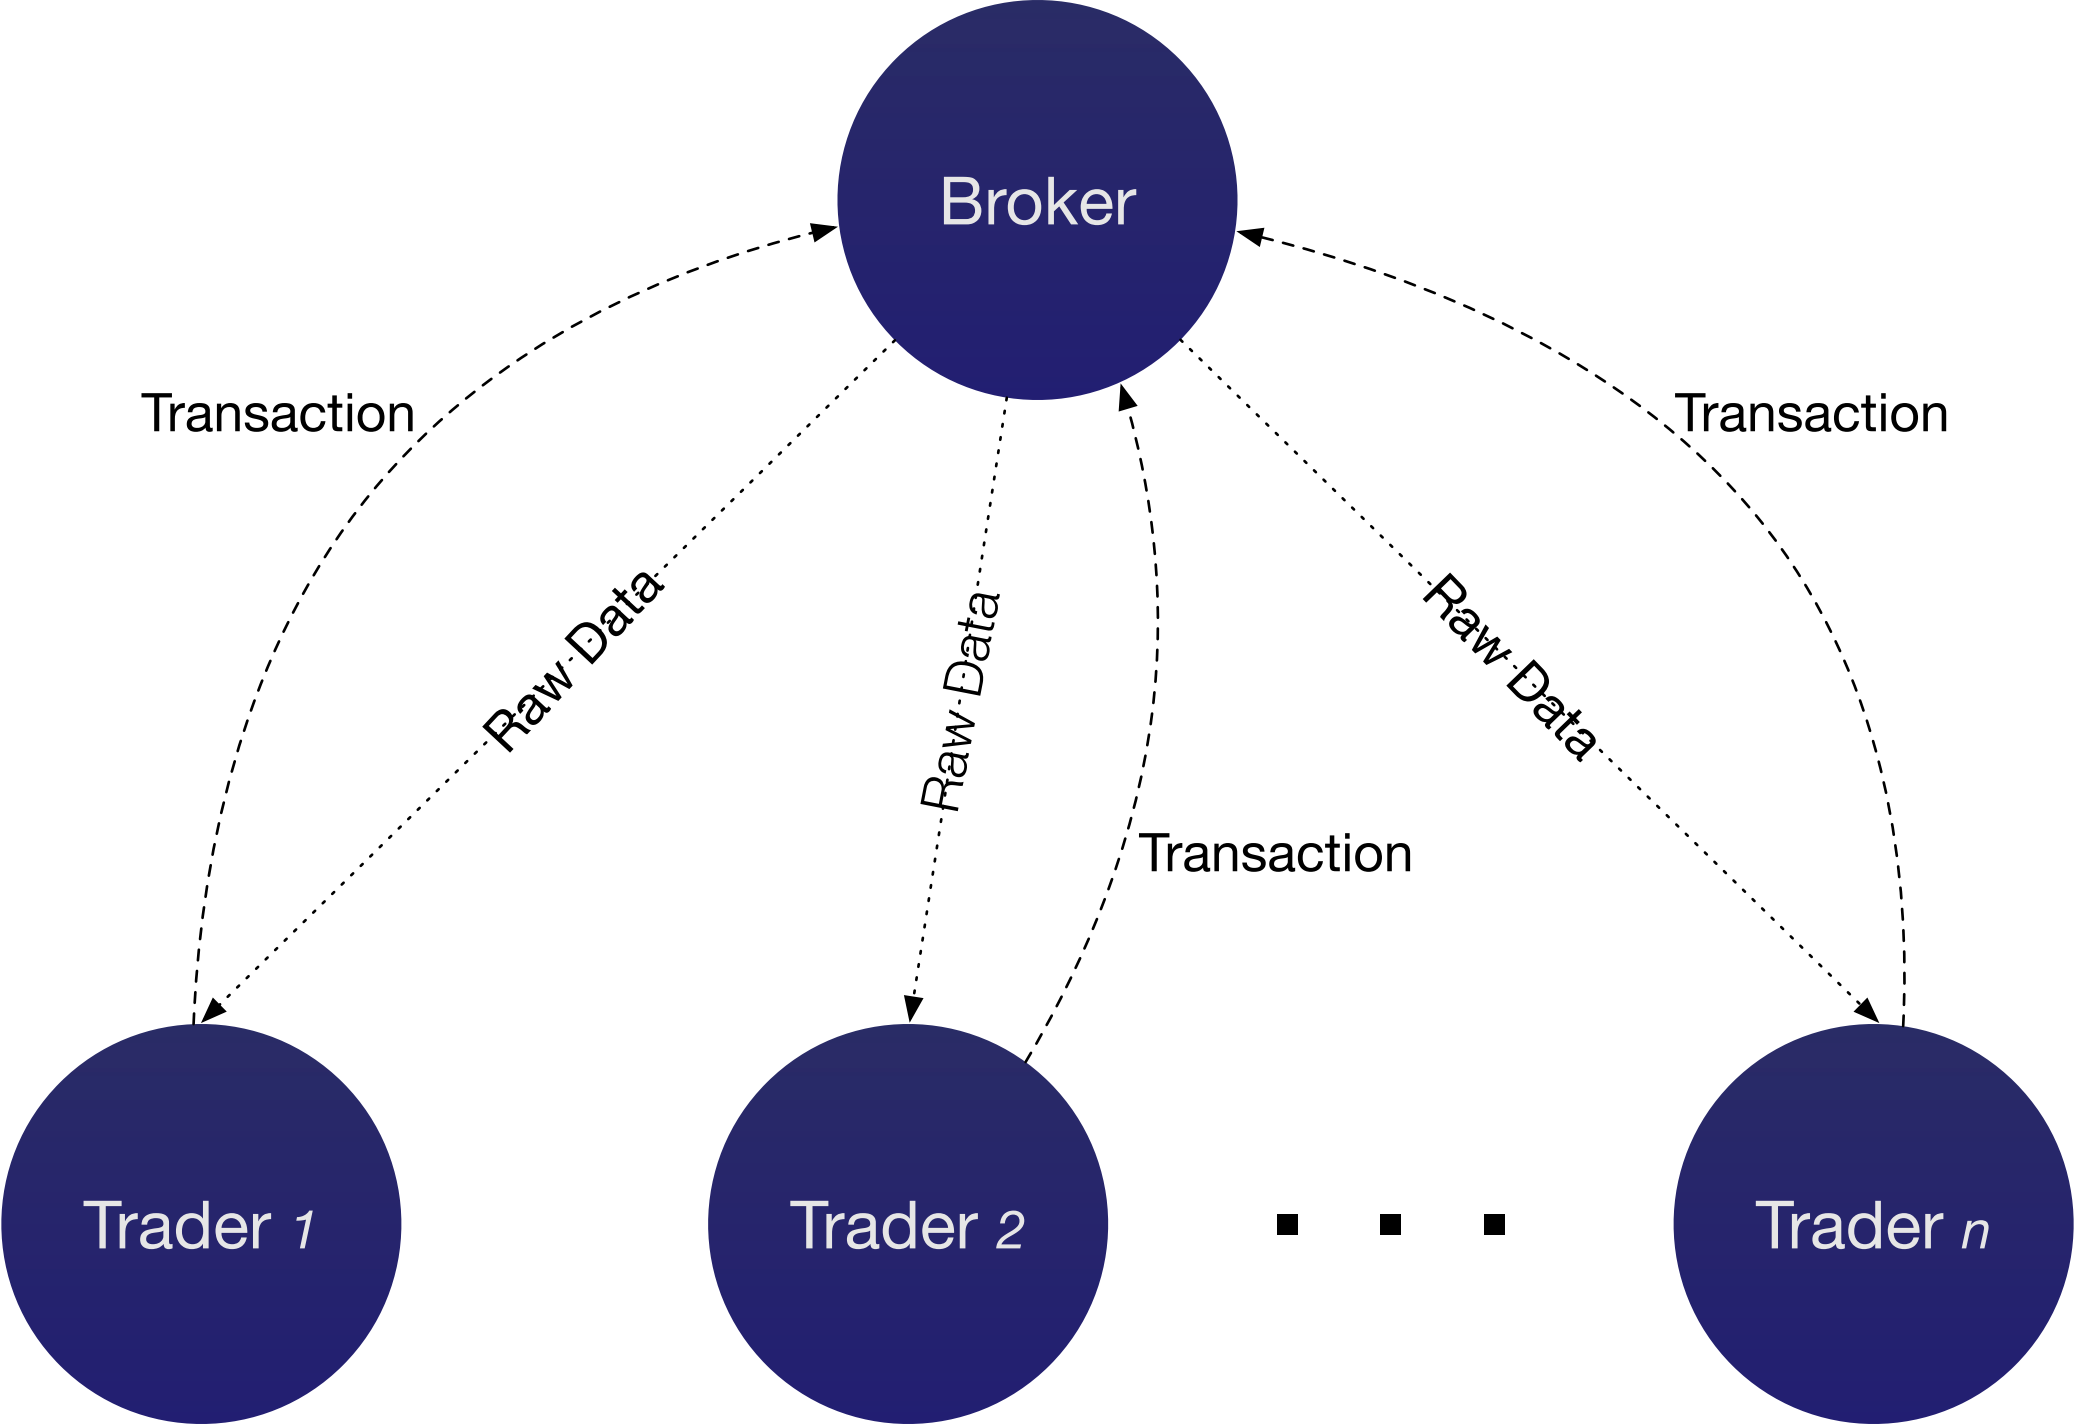 Broker
Transaction
Transaction
Raw Data
Raw Data
Raw Data
Transaction
Trader 1
Trader 2
Trader n